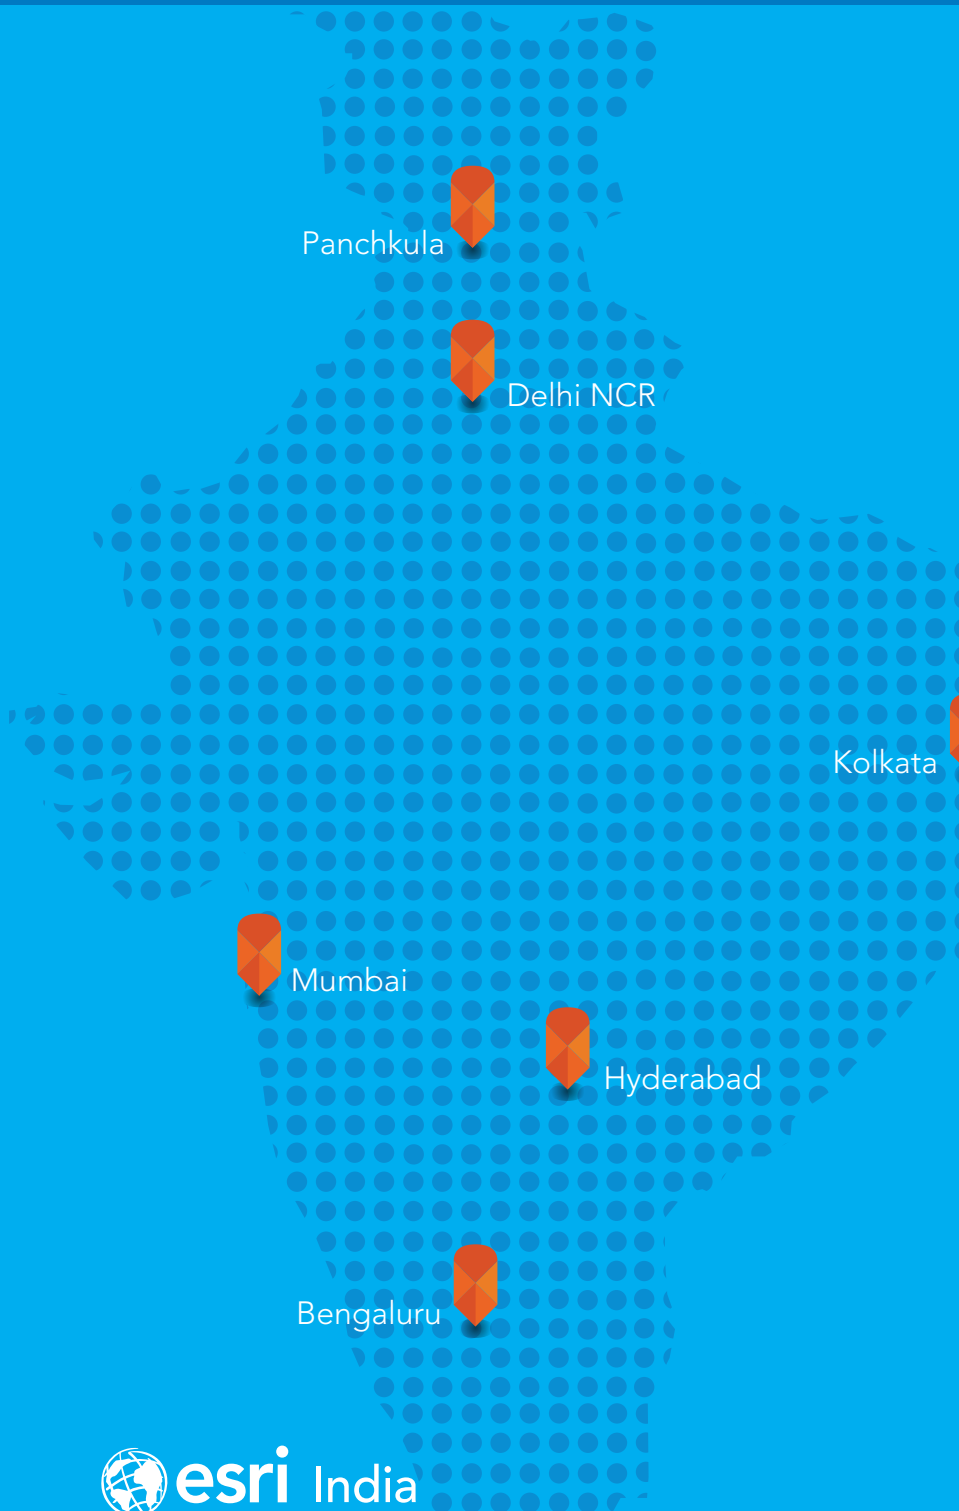 Panchkula
Delhi NCR
Kolkata
Mumbai
Hyderabad
Bengaluru
esri India